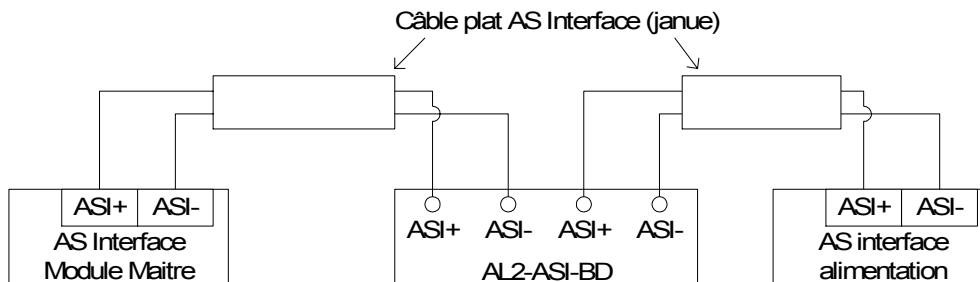 Câble plat AS Interface (janue)
ASI+ ASI-
AS Interface
Module Maitre
ASI+ ASI- ASI+ ASI-
AL2-ASI-BD
ASI+ ASI-
AS interface
alimentation